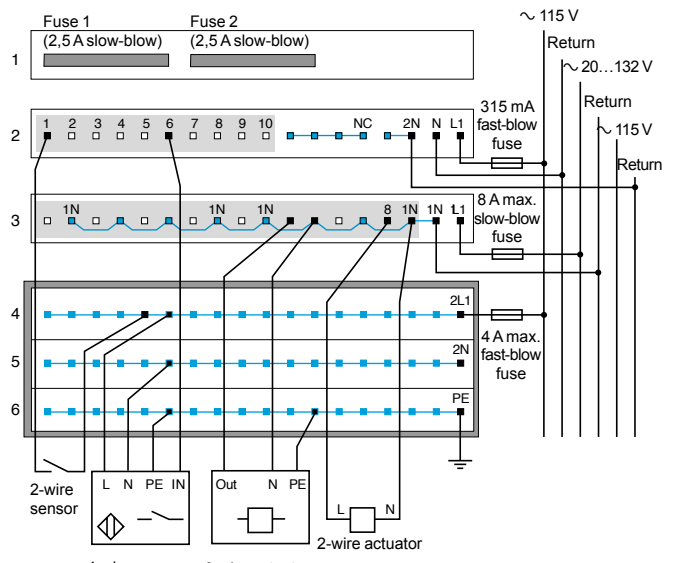 Fuse 1
(2,5 A slow-blow)
Fuse 2
(2,5 A slow-blow)
∼ 115 V
Return
∼ 20…132 V
Return
∼ 115 V
Return
1
2
1 2 3 4 5 6 7 8 9 10 NC 2N N L1
315 mA
fast-blow
fuse
3
1N 1N 1N 8 1N 1N 1L1
8 A max.
slow-blow
fuse
4
2L1
4 A max.
fast-blow
fuse
5
2N
6
PE
2-wire
sensor
L N PE IN
Out N PE
L N
2-wire actuator